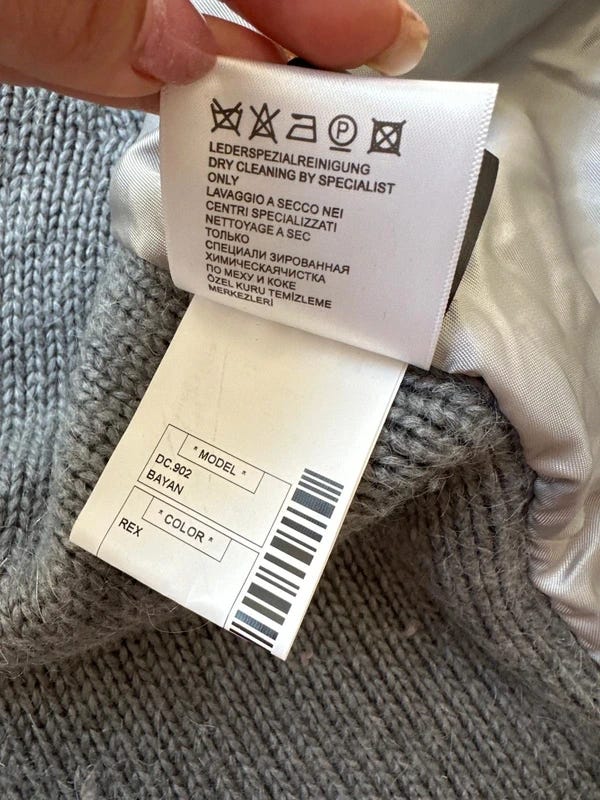 P
LEDERSPEZIALREINIGUNG
DRY CLEANING BY SPECIALIST
ONLY
LAVAGGIO A SECCO NEI
CENTRI SPECIALIZZATI
NETTOYAGE A SEC
ТОЛЬКО
СПЕЦИАЛИ ЗИРОВАННАЯ
ХИМИЧЕСКАЯЧИСТКА
ПО МЕХУ И КОКЕ
ÖZEL KURU TEMİZLEME
MERKEZLERİ
* MODEL *
DC.902
BAYAN
* COLOR *
REX